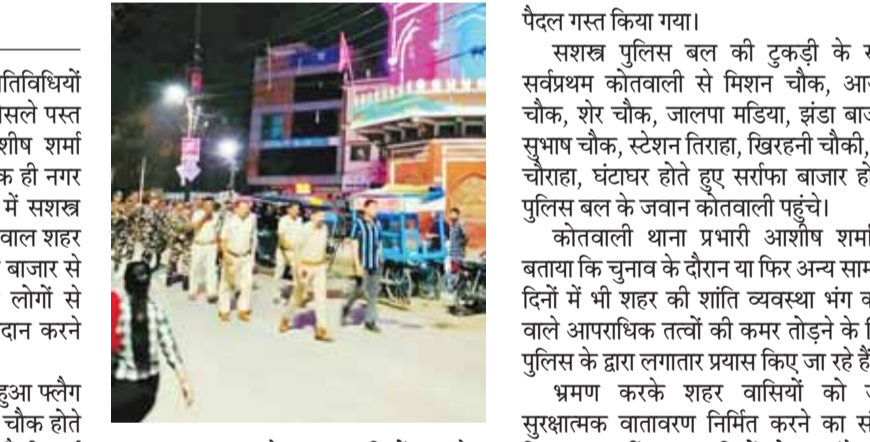 तिविधियों
सले पस्त
शीष शर्मा
क ही नगर
में सशस्त्र
वाल शहर
बाजार से
लोगों से
दान करने
हुआ फ्लैग
चौक होते
पैदल गस्त किया गया।
सशस्त्र पुलिस बल की टुकड़ी के
सर्वप्रथम कोतवाली से मिशन चौक,
चौक, शेर चौक, जालपा मडिया, झंडा
सुभाष चौक, स्टेशन तिराहा, खिरहनी चौकी,
चौराहा, घंटाघर होते हुए सर्राफा बाजार
पुलिस बल के जवान कोतवाली पहुंचे।
कोतवाली थाना प्रभारी आशीष शर्मा
बताया कि चुनाव के दौरान या फिर अन्य
दिनों में भी शहर की शांति व्यवस्था भंग
वाले आपराधिक तत्वों की कमर तोड़ने के
पुलिस के द्वारा लगातार प्रयास किए जा रहे हैं
भ्रमण करके शहर वासियों को
सुरक्षात्मक वातावरण निर्मित करने का